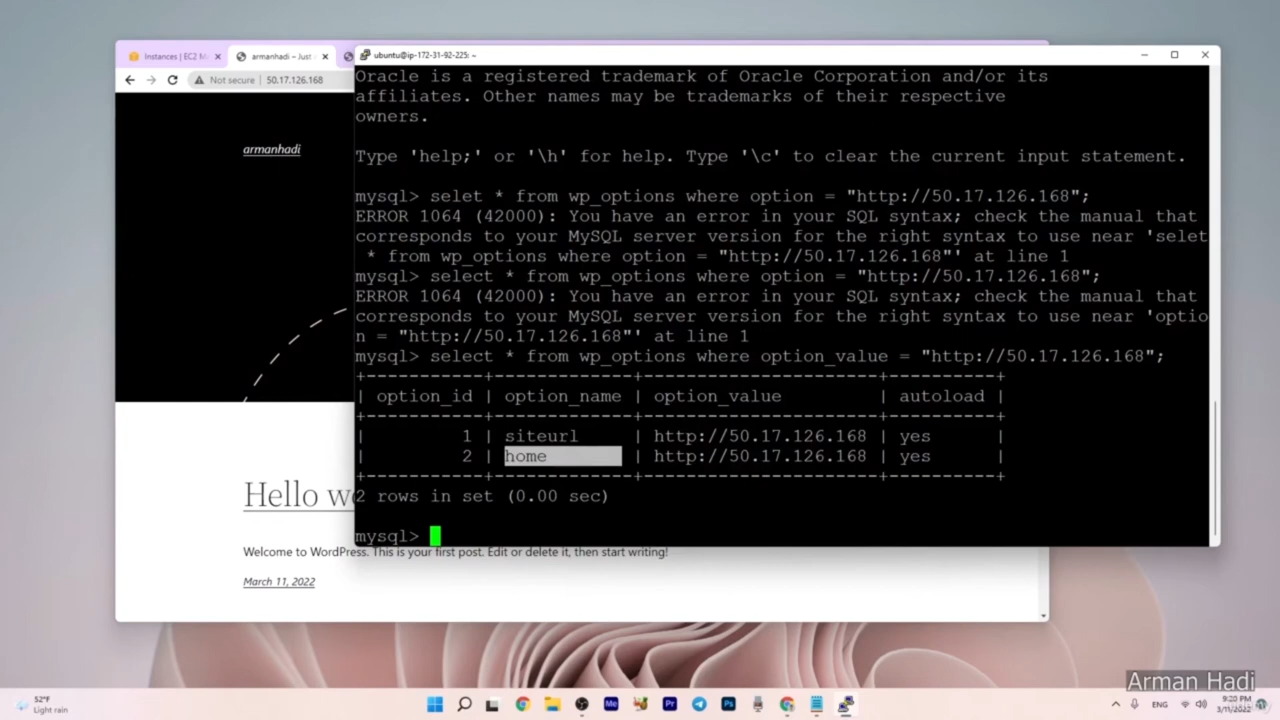 Instances | EC2 M
armanhadi – Just
ubuntu@ip-172-31-92-225: ~
Not secure | 50.17.126.168
armanhadi
Oracle is a registered trademark of Oracle Corporation and/or its
affiliates. Other names may be trademarks of their respective
owners.
Type 'help;' or '\h' for help. Type '\c' to clear the current input statement.
mysql> selet * from wp_options where option = "http://50.17.126.168";
ERROR 1064 (42000): You have an error in your SQL syntax; check the manual that
corresponds to your MySQL server version for the right syntax to use near 'selet
* from wp_options where option = "http://50.17.126.168"' at line 1
mysql> select * from wp_options where option = "http://50.17.126.168";
ERROR 1064 (42000): You have an error in your SQL syntax; check the manual that
corresponds to your MySQL server version for the right syntax to use near 'optio
n = "http://50.17.126.168"' at line 1
mysql> select * from wp_options where option_value = "http://50.17.126.168";
+-----------+-------------+----------------------+----------+
| option_id | option_name | option_value         | autoload |
+-----------+-------------+----------------------+----------+
|         1 | siteurl     | http://50.17.126.168 | yes      |
|         2 | home        | http://50.17.126.168 | yes      |
+-----------+-------------+----------------------+----------+
2 rows in set (0.00 sec)
mysql>
Hello w
Welcome to WordPress. This is your first post. Edit or delete it, then start writing!
March 11, 2022
Arman Hadi
52°F
Light rain
Me
Pr
Ps
ENG
9:20 PM
3/11/2022